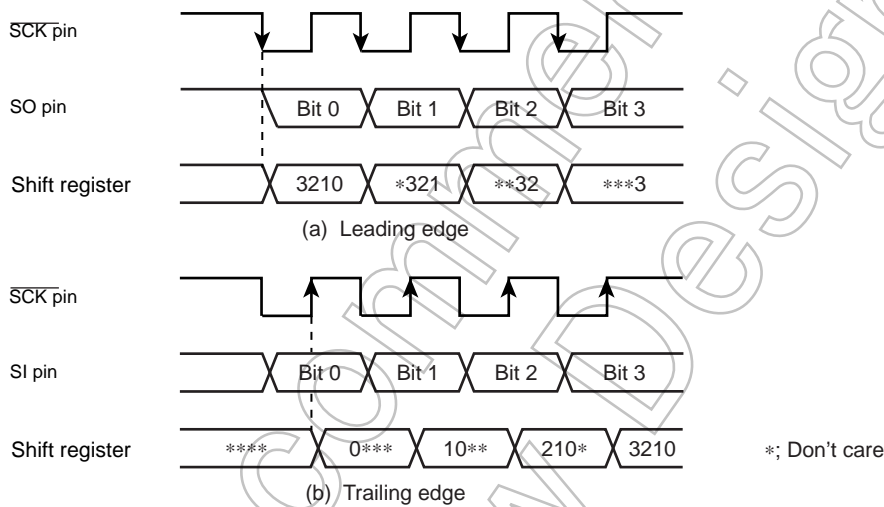 SCK pin
SO pin Bit 0 Bit 1 Bit 2 Bit 3
Shift register 3210 *321 **32 ***3
(a) Leading edge
SCK pin
SI pin Bit 0 Bit 1 Bit 2 Bit 3
Shift register **** 0*** 10** 210* 3210 *; Don't care
(b) Trailing edge